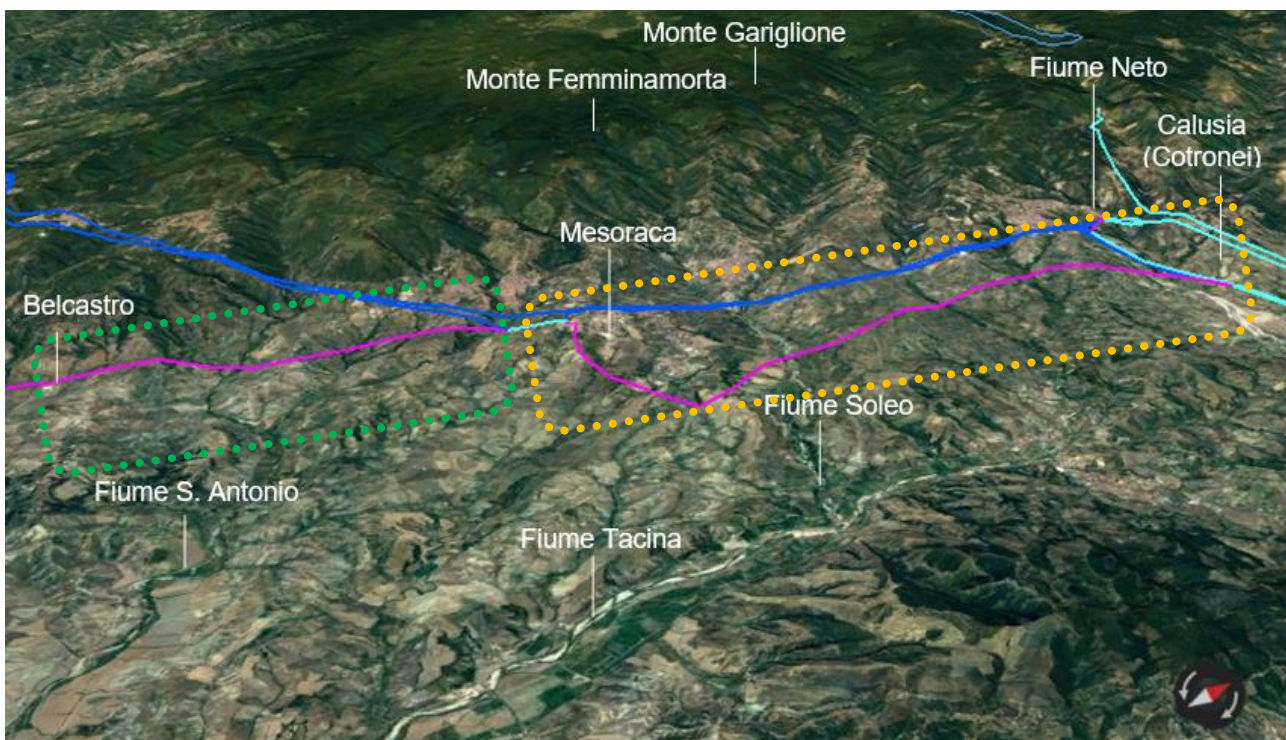 Monte Gariglione
Monte Femminamorta
Fiume Neto
Calusia
(Cotronei)
Mesoraca
Belcastro
Fiume Soleo
Fiume S. Antonio
Fiume Tacina